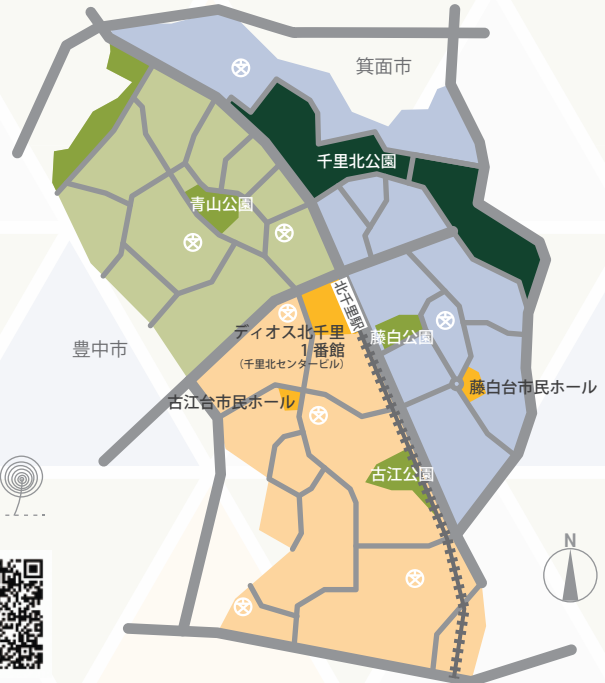 箕面市
千里北公園
青山公園
北千里駅
ディオス北千里
1番館
(千里北センタービル)
藤白公園
豊中市
藤白台市民ホール
古江台市民ホール
古江公園
N